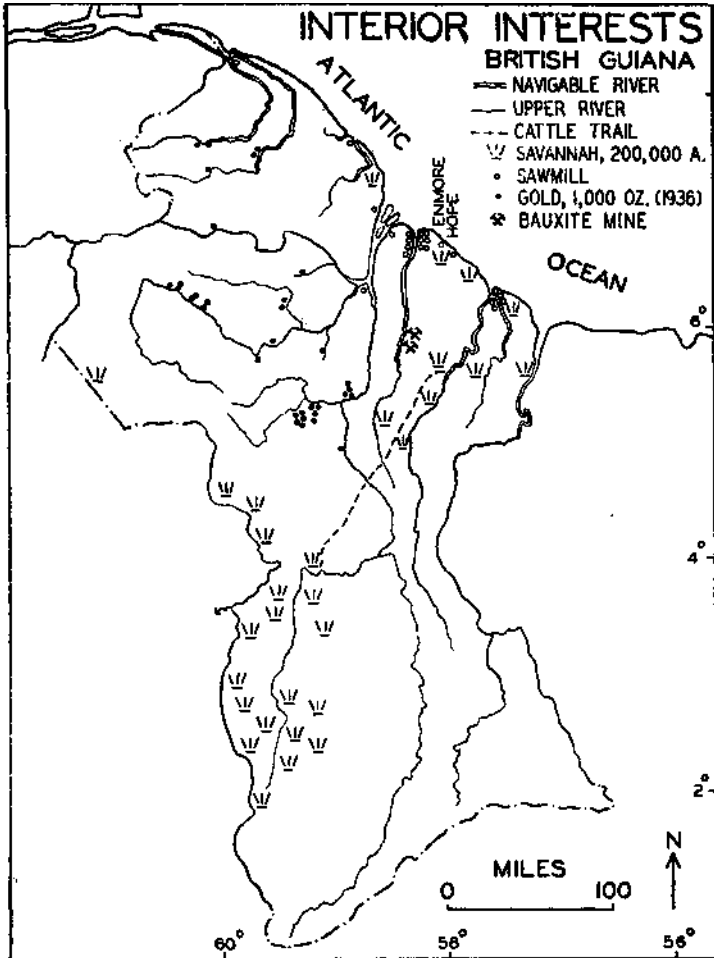 INTERIOR INTERESTS
BRITISH GUIANA
NAVIGABLE RIVER
UPPER RIVER
CATTLE TRAIL
SAVANNAH, 200,000 A.
SAWMILL
GOLD, 1,000 OZ. (1936)
BAUXITE MINE
ATLANTIC
OCEAN
ENMORE
HOPE
6°
4°
2°
N
MILES
0 100
60° 58° 56°